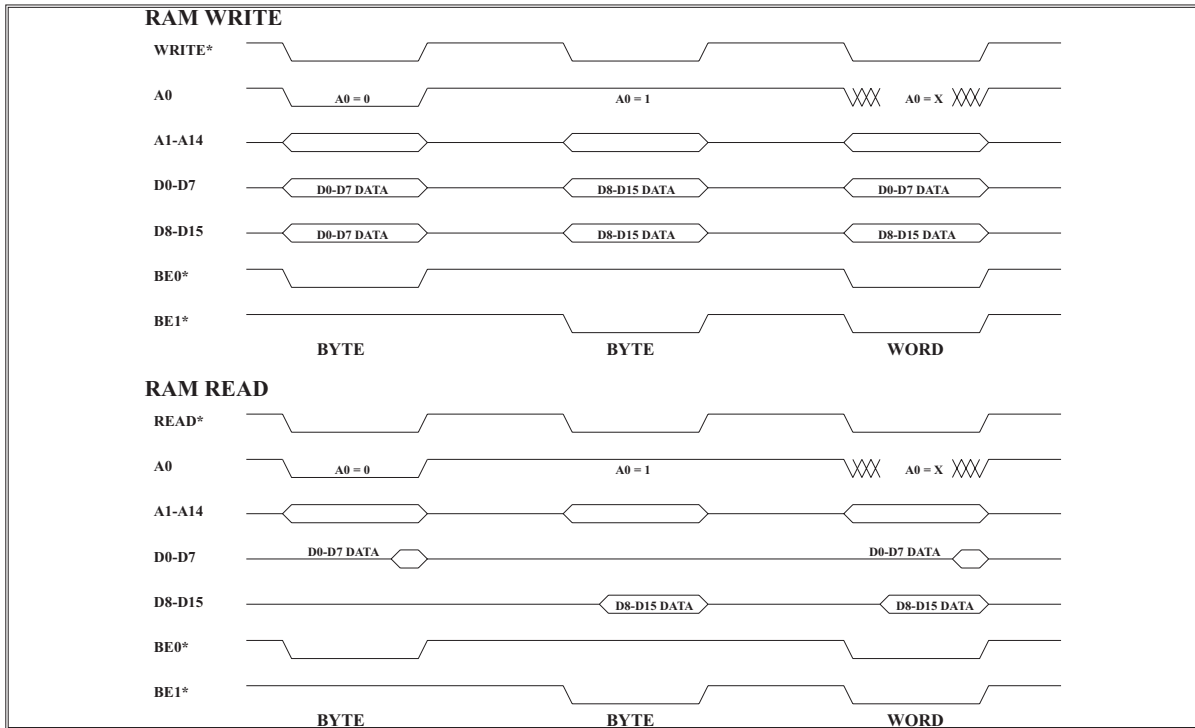 RAM WRITE
WRITE*
A0 A0 = 0 A0 = 1 A0 = X
A1-A14
D0-D7 D0-D7 DATA D8-D15 DATA D0-D7 DATA
D8-D15 D0-D7 DATA D8-D15 DATA D8-D15 DATA
BE0*
BE1*
BYTE BYTE WORD
RAM READ
READ*
A0 A0 = 0 A0 = 1 A0 = X
A1-A14
D0-D7 D0-D7 DATA D0-D7 DATA
D8-D15 D8-D15 DATA D8-D15 DATA
BE0*
BE1*
BYTE BYTE WORD